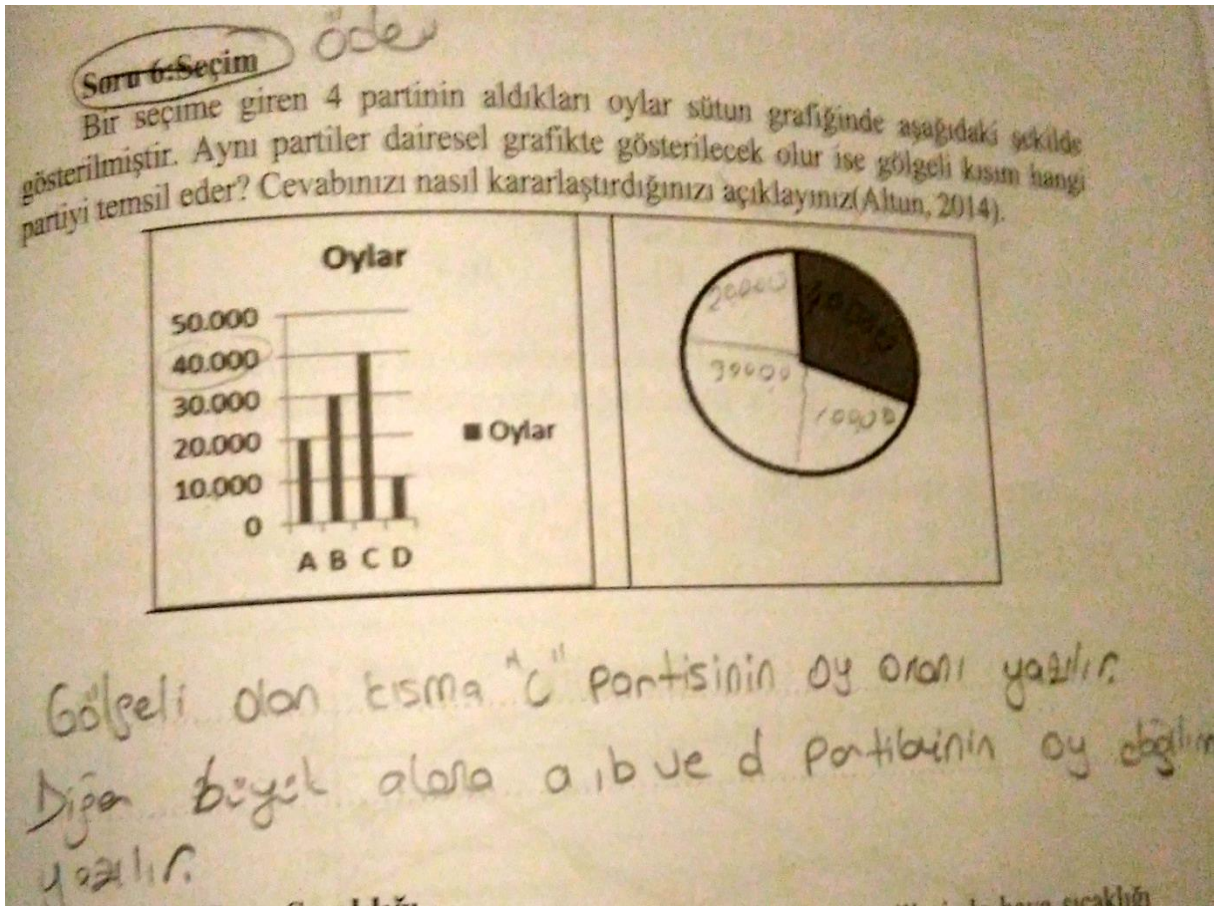 Soru 6:Seçim
Bir seçime giren 4 partinin aldıkları oylar sütun grafiğinde aşağıdaki şekilde
gösterilmiştir. Aynı partiler dairesel grafikte gösterilecek olur ise gölgeli kısım hangi
partiyi temsil eder? Cevabınızı nasıl kararlaştırdığınızı açıklayınız(Altun, 2014).
Oylar
50.000
40.000
30.000
20.000
10.000
0
A B C D
Oylar
20000
40000
30000
10000
Gölgeli olan kısma "C" partisinin oy oranı yazılır.
Diğer büyük alana a,b ve d partilerinin oy
yazılır.